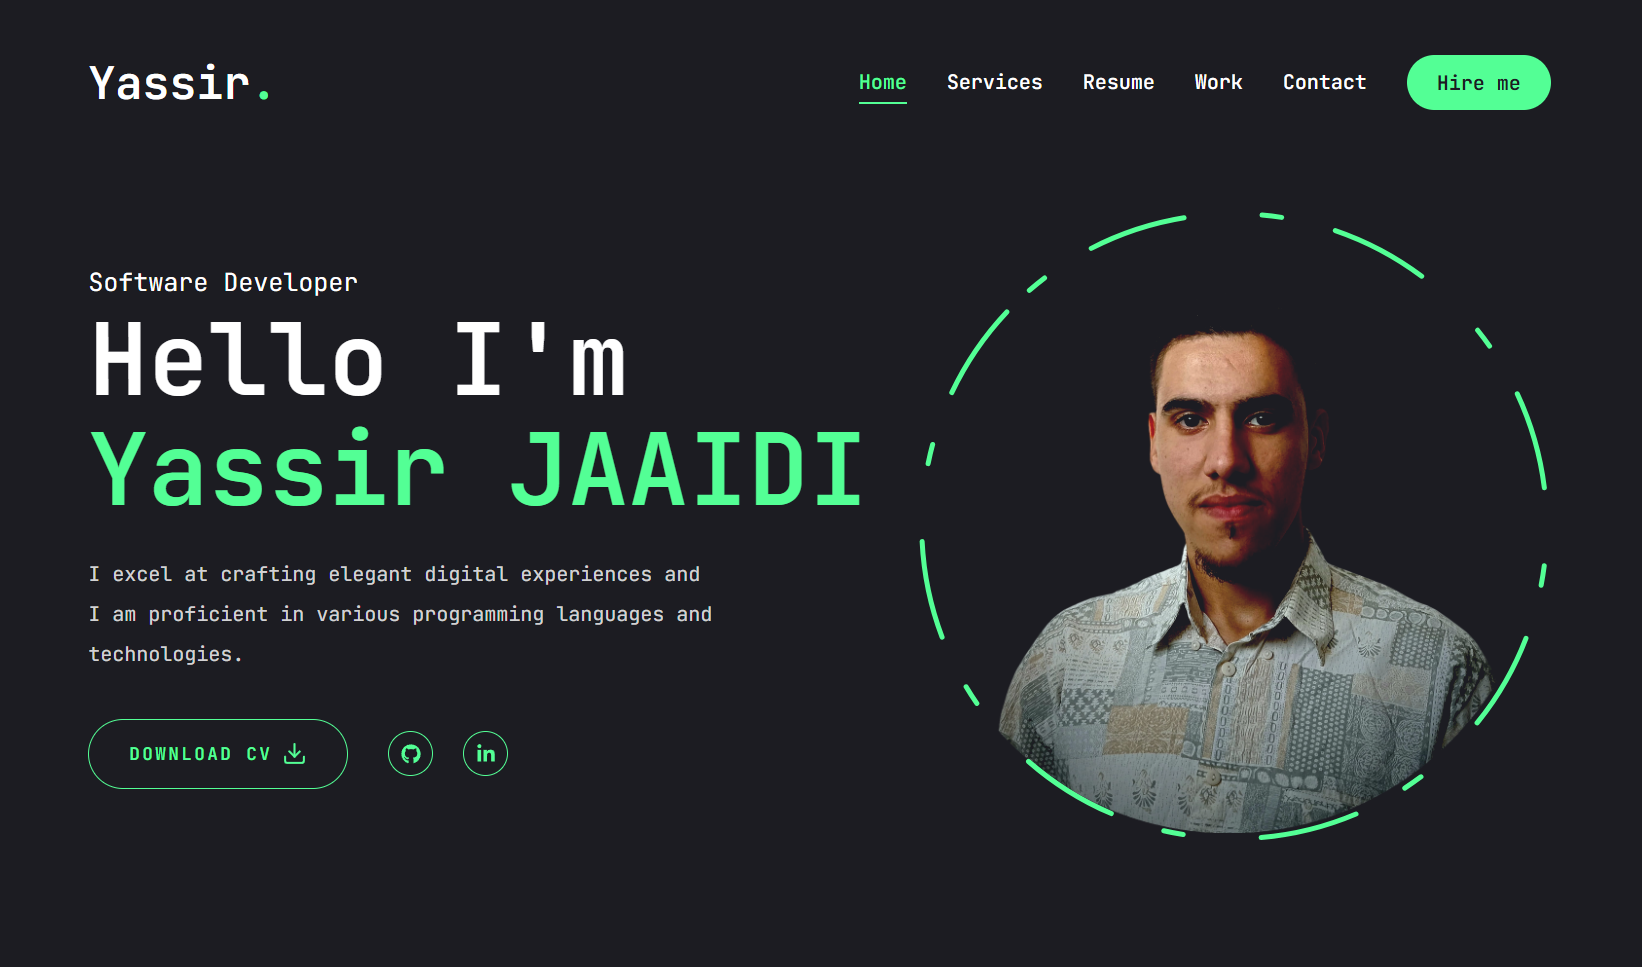 Yassir.
Home Services Resume Work Contact Hire me
Software Developer
Hello I'm
Yassir JAAIDI
I excel at crafting elegant digital experiences and
I am proficient in various programming languages and
technologies.
DOWNLOAD CV
in